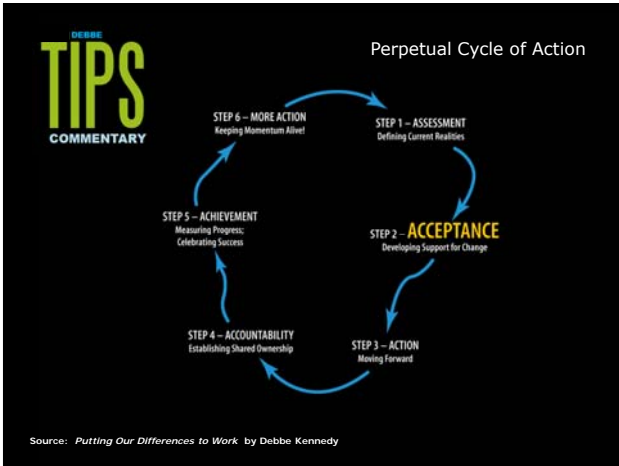 DEBBE
TIPS
COMMENTARY
Perpetual Cycle of Action
STEP 1 – ASSESSMENT
Defining Current Realities
STEP 2 – ACCEPTANCE
Developing Support for Change
STEP 3 – ACTION
Moving Forward
STEP 4 – ACCOUNTABILITY
Establishing Shared Ownership
STEP 5 – ACHIEVEMENT
Measuring Progress;
Celebrating Success
STEP 6 – MORE ACTION
Keeping Momentum Alive!
Source: Putting Our Differences to Work by Debbe Kennedy